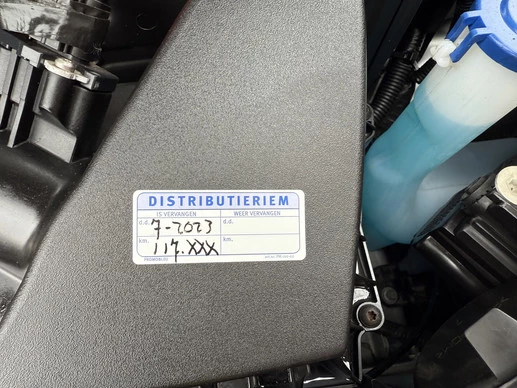 DISTRIBUTIERIEM
IS VERVANGEN WEER VERVANGEN
d.d. 7-2023 d.d.
km. 117.XXX km.